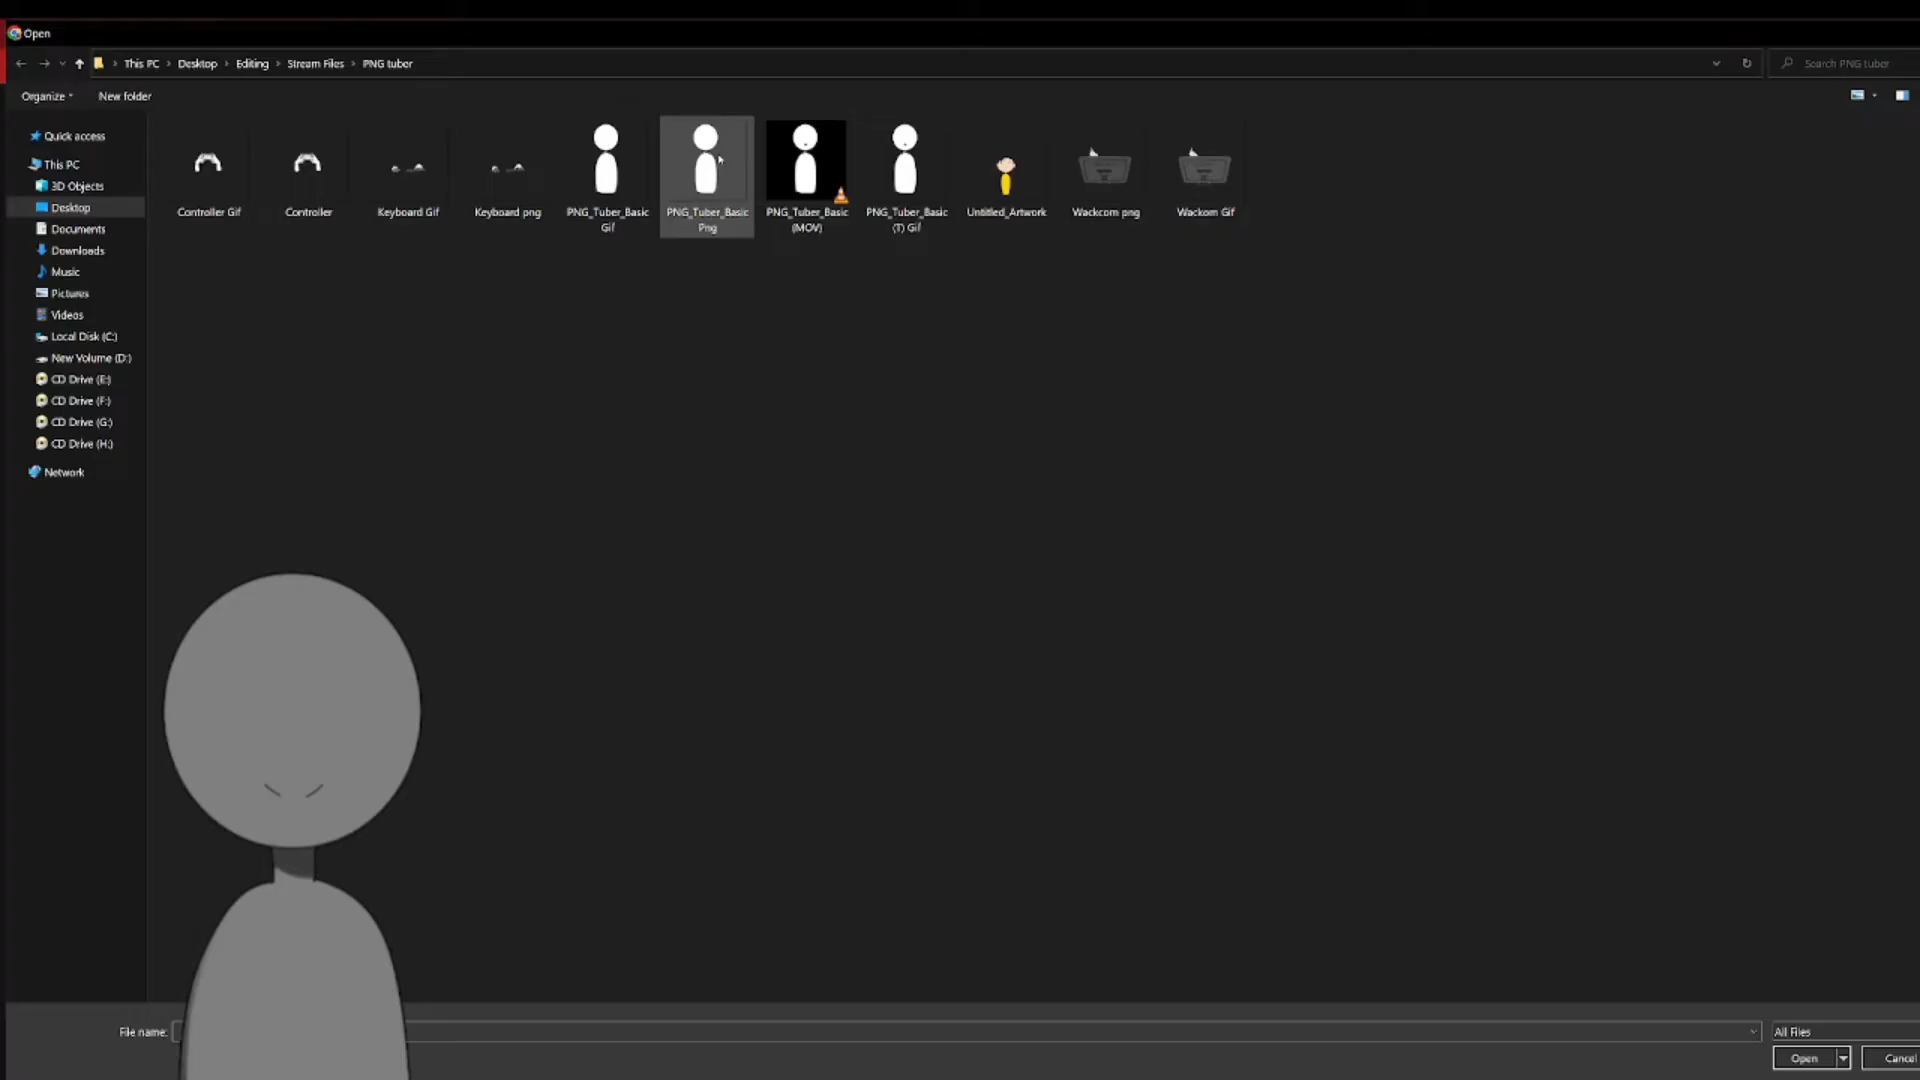 Open
This PC > Desktop > Editing > Stream Files > PNG tuber
Search PNG tuber
Organize
New folder
Quick access
This PC
3D Objects
Desktop
Documents
Downloads
Music
Pictures
Videos
Local Disk (C:)
New Volume (D:)
CD Drive (E:)
CD Drive (F:)
CD Drive (G:)
CD Drive (H:)
Network
Controller Gif
Controller
Keyboard Gif
Keyboard png
PNG_Tuber_Basic
Gif
PNG_Tuber_Basic
Png
PNG_Tuber_Basic
(MOV)
PNG_Tuber_Basic
(T) Gif
Untitled_Artwork
Wackcom png
Wackom Gif
File name:
All Files
Open
Cancel